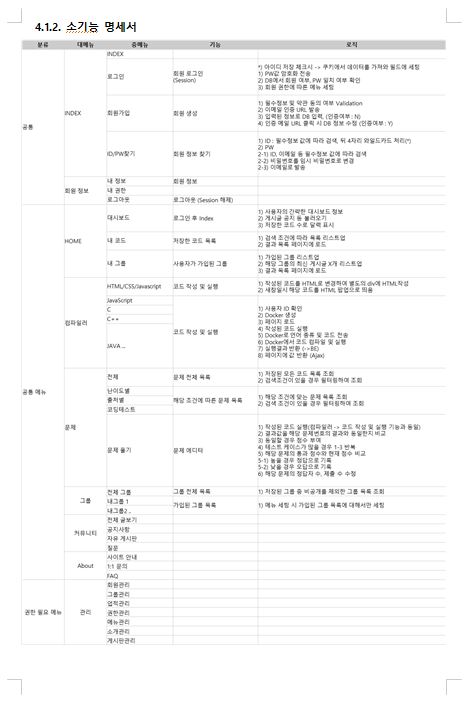 4.1.2. 소기능 명세서
분류 대메뉴 중메뉴 기능 로직
공통
INDEX
INDEX
로그인
회원 로그인
(Session)
*) 아이디 저장 체크시 -> 쿠키에서 데이터를 가져와 필드에 세팅
1) PW값 암호화 전송
2) DB에서 회원 여부, PW 일치 여부 확인
3) 회원 권한에 따른 메뉴 세팅
회원가입
회원 생성
1) 필수정보 및 약관 동의 여부 Validation
2) 이메일 인증 URL 발송
3) 입력된 정보로 DB 입력, (인증여부 : N)
4) 인증 메일 URL 클릭 시 DB 정보 수정 (인증여부 : Y)
ID/PW찾기
회원 정보 찾기
1) ID : 필수정보 값에 따라 검색, 뒤 4자리 와일드카드 처리(*)
2) PW
2-1) ID, 이메일 등 필수정보 값에 따라 검색
2-2) 비밀번호를 임시 비밀번호로 변경
2-3) 이메일로 발송
회원 정보
내 정보 회원 정보
내 권한
로그아웃 로그아웃 (Session 해제)
공통 메뉴
HOME
대시보드
로그인 후 Index
1) 사용자의 간략한 대시보드 정보
2) 게시글 공지 등 불러오기
3) 저장한 코드 수로 달력 표시
내 코드
저장한 코드 목록
1) 검색 조건에 따라 목록 리스트업
2) 결과 목록 페이지에 로드
내 그룹
사용자가 가입된 그룹
1) 가입된 그룹 리스트업
2) 해당 그룹의 최신 게시글 X개 리스트업
3) 결과 목록 페이지에 로드
컴파일러
HTML/CSS/Javascript
코드 작성 및 실행
1) 작성된 코드를 HTML로 변경하여 별도의 div에 HTML작성
2) 새창일시 해당 코드를 HTML 팝업으로 띄움
JavaScript
C
C++
JAVA ..
코드 작성 및 실행
1) 사용자 ID 확인
2) Docker 생성
3) 페이지 로드
4) 작성된 코드 실행
5) Docker로 언어 종류 및 코드 전송
6) Docker에서 코드 컴파일 및 실행
7) 실행결과 반환 (->BE)
8) 페이지에 값 반환 (Ajax)
문제
전체
문제 전체 목록
1) 저장된 모든 코드 목록 조회
2) 검색조건이 있을 경우 필터링하여 조회
난이도별
출처별
코딩테스트
해당 조건에 따른 문제 목록
1) 해당 조건에 맞는 문제 목록 조회
2) 검색 조건이 있을 경우 필터링하여 조회
문제 풀기
문제 에디터
1) 작성된 코드 실행(컴파일러 -> 코드 작성 및 실행 기능과 동일)
2) 결과값을 해당 문제번호의 결과와 동일한지 비교
3) 동일할 경우 점수 부여
4) 테스트 케이스가 많을 경우 1-3 반복
5) 해당 문제의 통과 점수와 현재 점수 비교
5-1) 높을 경우 정답으로 기록
5-2) 낮을 경우 오답으로 기록
6) 해당 문제의 정답자 수, 제출 수 수정
그룹
전체 그룹 그룹 전체 목록 1) 저장된 그룹 중 비공개를 제외한 그룹 목록 조회
내그룹 1
내그룹2 ..
가입된 그룹 목록 1) 메뉴 세팅 시 가입된 그룹 목록에 대해서만 세팅
커뮤니티
전체 글보기
공지사항
자유 게시판
질문
About
사이트 안내
1:1 문의
FAQ
권한 필요 메뉴
관리
회원관리
그룹관리
업적관리
권한관리
메뉴관리
소개관리
게시판관리